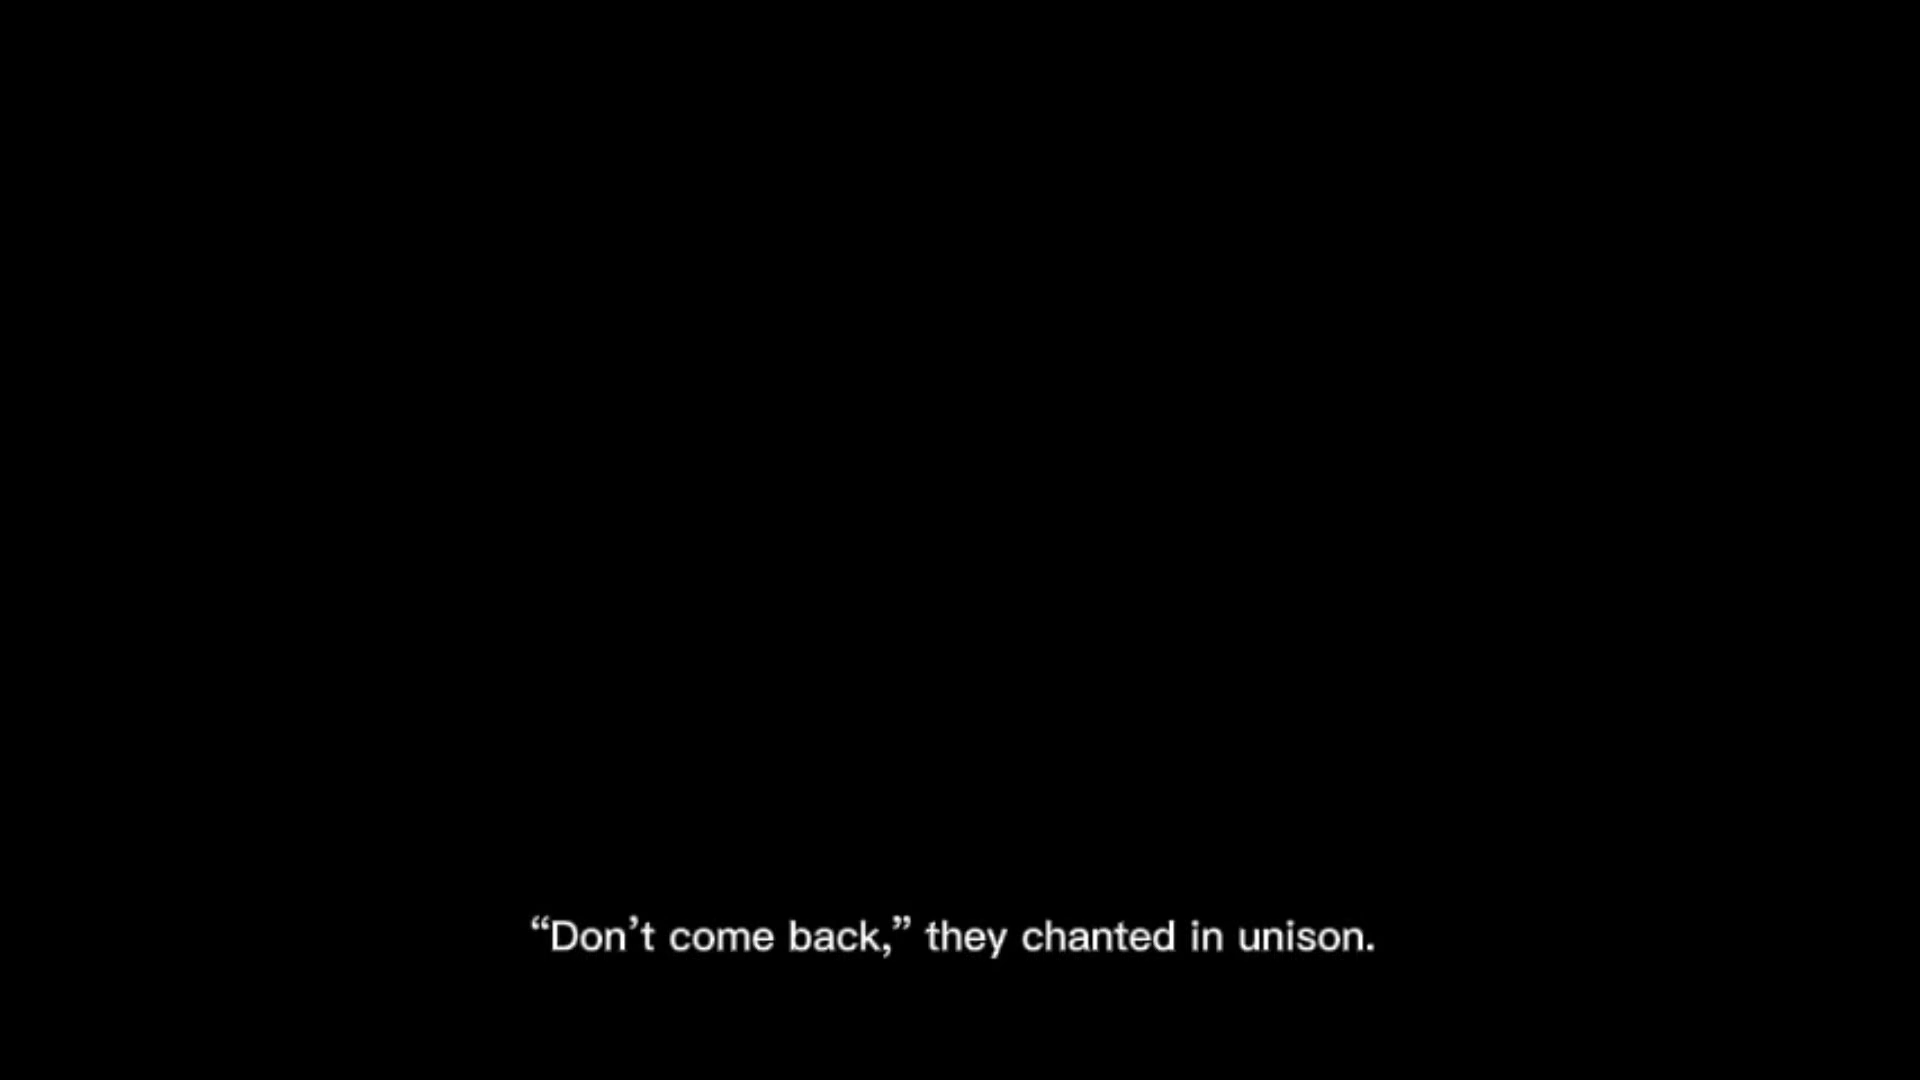 “Don’t come back,” they chanted in unison.